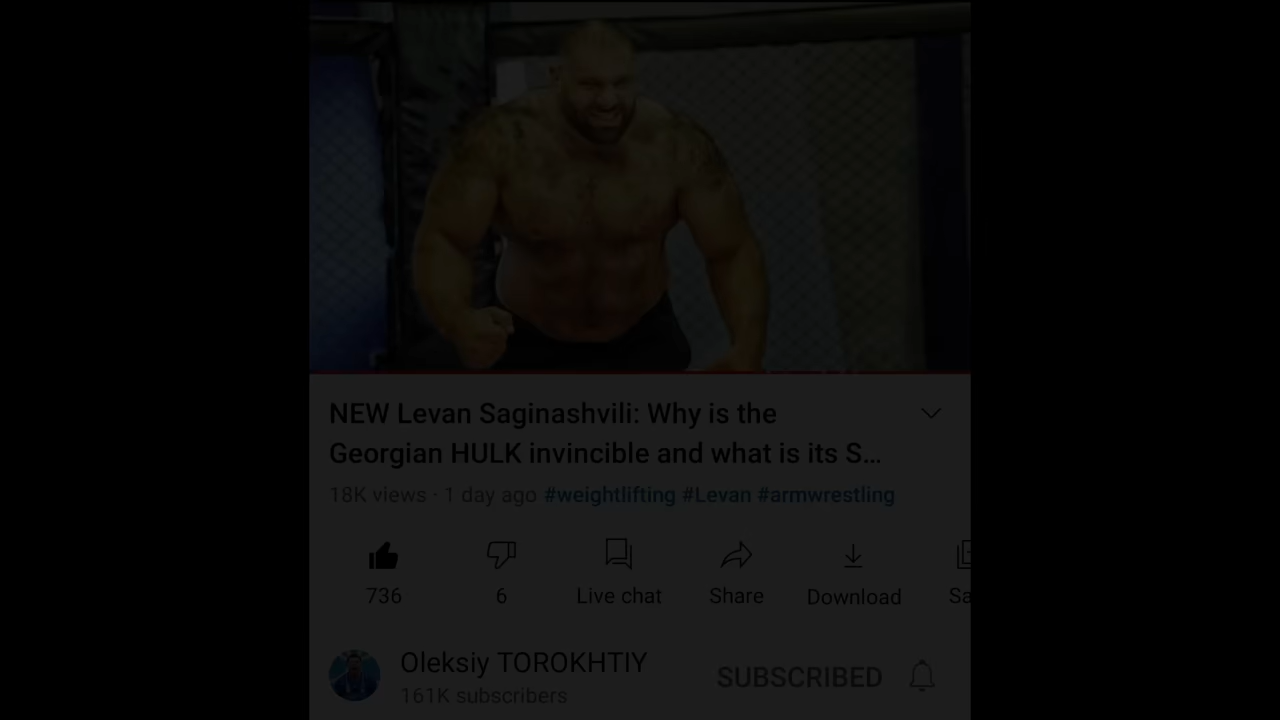 NEW Levan Saginashvili: Why is the
Georgian HULK invincible and what is its S...
18K views · 1 day ago #weightlifting #Levan #armwrestling
736 6 Live chat Share Download Sa
Oleksiy TOROKHTIY
161K subscribers
SUBSCRIBED